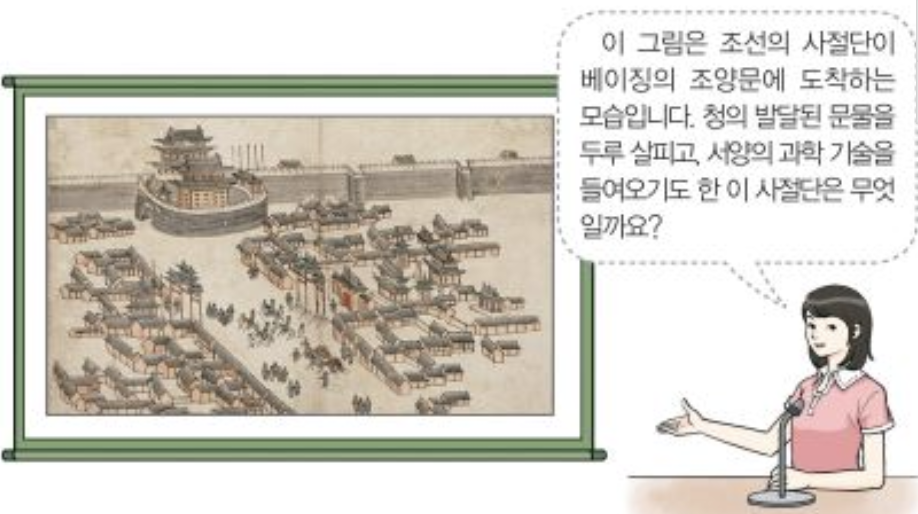 이 그림은 조선의 사절단이
베이징의 조양문에 도착하는
모습입니다. 청의 발달된 문물을
두루 살피고, 서양의 과학 기술을
들여오기도 한 이 사절단은 무엇
일까요?